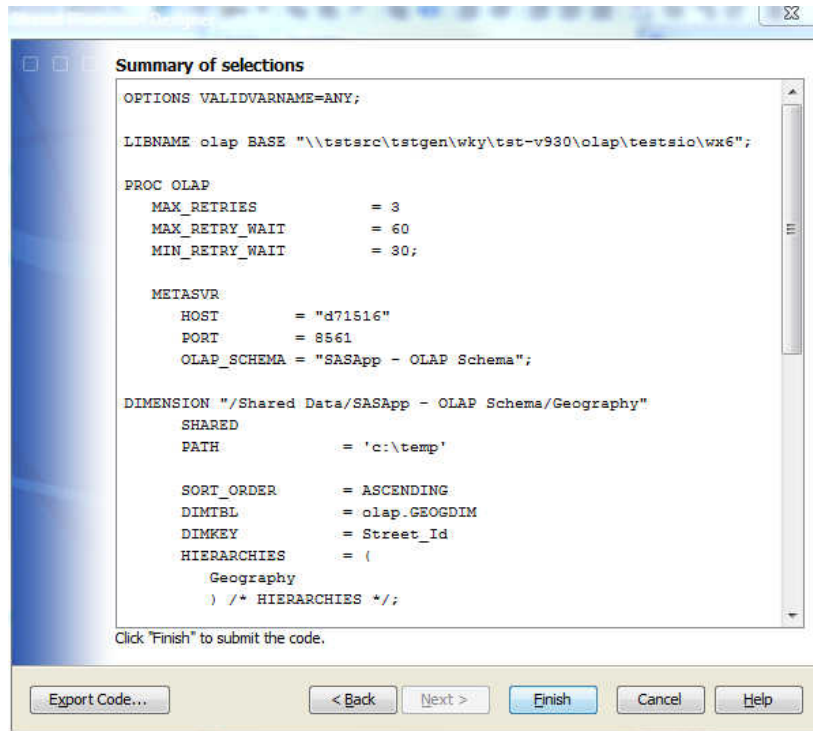 Summary of selections
OPTIONS VALIDVARNAME=ANY;
LIBNAME olap BASE "\\tstsrc\tstgen\wky\tst-v930\olap\testsio\wx6";
PROC OLAP
MAX_RETRIES = 3
MAX_RETRY_WAIT = 60
MIN_RETRY_WAIT = 30;
METASVR
HOST = "d71516"
PORT = 8561
OLAP_SCHEMA = "SASApp - OLAP Schema";
DIMENSION "/Shared Data/SASApp - OLAP Schema/Geography"
SHARED
PATH = 'c:\temp'
SORT_ORDER = ASCENDING
DIMTBL = olap.GEOGDIM
DIMKEY = Street_Id
HIERARCHIES = (
Geography
) /* HIERARCHIES */;
Click "Finish" to submit the code.
Export Code... < Back Next > Finish Cancel Help